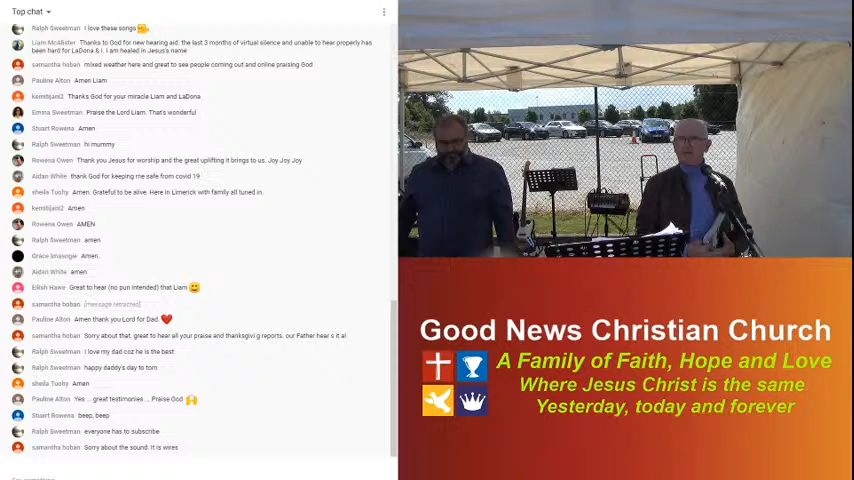 Top chat
Ralph Sweetman I love these songs
Liam McAlister Thanks to God for new hearing aid. the last 3 months of virtual silence and unable to hear properly has
been hard for LaDona & i. I am healed in Jesus's name
samantha hoban mixed weather here and great to see people coming out and online praising God
Pauline Alton Amen Liam
kemitijani2 Thanks God for your miracle Liam and LaDona
Emma Sweetman Praise the Lord Liam. That's wonderful
Stuart Rowena Amen
Ralph Sweetman hi mummy
Rowena Owen Thank you Jesus for worship and the great uplifting it brings to us. Joy Joy Joy
Aidan White thank God for keeping me safe from covid 19
sheila Tuohy Amen. Grateful to be alive. Here in Limerick with family all tuned in.
kemitijani2 Amen
Rowena Owen AMEN
Ralph Sweetman amen
Grace Imasogie Amen.
Aidan White amen
Eilish Hawe Great to hear (no pun intended) that Liam 😊
samantha hoban [message retracted]
Pauline Alton Amen thank you Lord for Dad. ❤️
samantha hoban Sorry about that. great to hear all your praise and thanksgivi g reports. our Father hear s it al
Ralph Sweetman I love my dad coz he is the best
Ralph Sweetman happy daddy's day to tom
sheila Tuohy Amen
Pauline Alton Yes ... great testimonies ... Praise God 🙌
Stuart Rowena beep, beep
Ralph Sweetman everyone has to subscribe
samantha hoban Sorry about the sound. It is wires
Good News Christian Church
A Family of Faith, Hope and Love
Where Jesus Christ is the same
Yesterday, today and forever